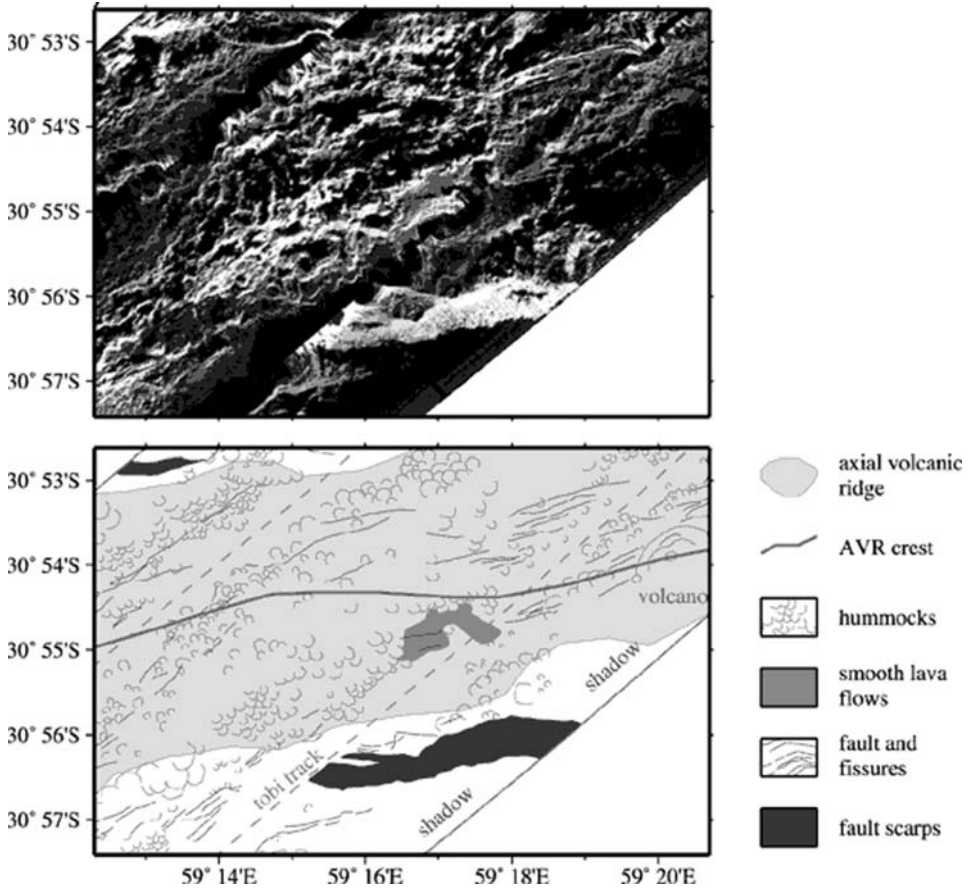 30° 53'S
30° 54'S
30° 55'S
30° 56'S
30° 57'S
30° 53'S
30° 54'S
30° 55'S
30° 56'S
30° 57'S
volcano
shadow
tobi track
shadow
59° 14'E
59° 16'E
59° 18'E
59° 20'E
axial volcanic
ridge
AVR crest
hummocks
smooth lava
flows
fault and
fissures
fault scarps